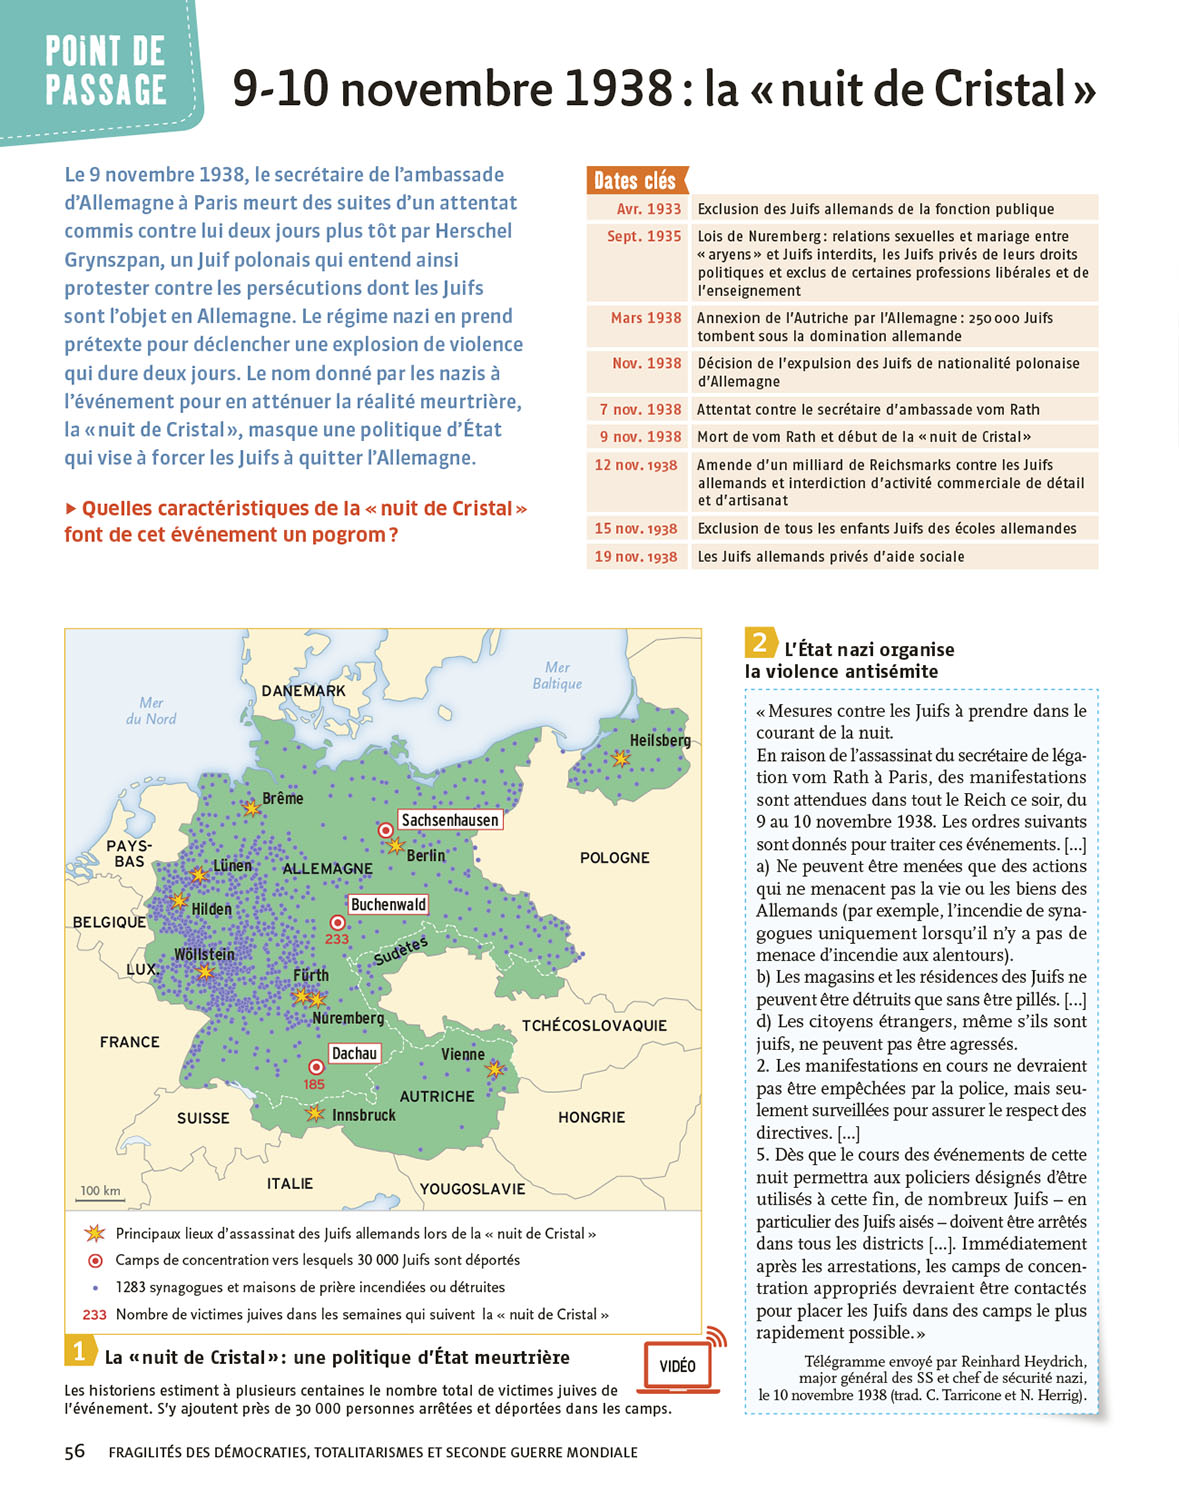 POiNT DE
PASSAGE
9-10 novembre 1938 : la « nuit de Cristal »
Le 9 novembre 1938, le secrétaire de l’ambassade
d’Allemagne à Paris meurt des suites d’un attentat
commis contre lui deux jours plus tôt par Herschel
Grynszpan, un Juif polonais qui entend ainsi
protester contre les persécutions dont les Juifs
sont l’objet en Allemagne. Le régime nazi en prend
prétexte pour déclencher une explosion de violence
qui dure deux jours. Le nom donné par les nazis à
l’événement pour en atténuer la réalité meurtrière,
la « nuit de Cristal », masque une politique d’État
qui vise à forcer les Juifs à quitter l’Allemagne.
▶ Quelles caractéristiques de la « nuit de Cristal »
font de cet événement un pogrom ?
Dates clés
Avr. 1933 Exclusion des Juifs allemands de la fonction publique
Sept. 1935 Lois de Nuremberg : relations sexuelles et mariage entre
« aryens » et Juifs interdits, les Juifs privés de leurs droits
politiques et exclus de certaines professions libérales et de
l’enseignement
Mars 1938 Annexion de l’Autriche par l’Allemagne : 250 000 Juifs
tombent sous la domination allemande
Nov. 1938 Décision de l’expulsion des Juifs de nationalité polonaise
d’Allemagne
7 nov. 1938 Attentat contre le secrétaire d’ambassade vom Rath
9 nov. 1938 Mort de vom Rath et début de la « nuit de Cristal »
12 nov. 1938 Amende d’un milliard de Reichsmarks contre les Juifs
allemands et interdiction d’activité commerciale de détail
et d’artisanat
15 nov. 1938 Exclusion de tous les enfants Juifs des écoles allemandes
19 nov. 1938 Les Juifs allemands privés d’aide sociale
Mer
du Nord
DANEMARK
Mer
Baltique
Heilsberg
Brême
Sachsenhausen
PAYS-
BAS
Berlin
POLOGNE
Lünen
ALLEMAGNE
Hilden
Buchenwald
BELGIQUE
233
Sudètes
Wöllstein
LUX.
Fürth
Nuremberg
TCHÉCOSLOVAQUIE
FRANCE
Dachau
185
Vienne
AUTRICHE
SUISSE
Innsbruck
HONGRIE
ITALIE
YOUGOSLAVIE
100 km
Principaux lieux d’assassinat des Juifs allemands lors de la « nuit de Cristal »
Camps de concentration vers lesquels 30 000 Juifs sont déportés
1283 synagogues et maisons de prière incendiées ou détruites
233 Nombre de victimes juives dans les semaines qui suivent la « nuit de Cristal »
1 La « nuit de Cristal » : une politique d’État meurtrière
VIDÉO
Les historiens estiment à plusieurs centaines le nombre total de victimes juives de
l’événement. S’y ajoutent près de 30 000 personnes arrêtées et déportées dans les camps.
2 L’État nazi organise
la violence antisémite
« Mesures contre les Juifs à prendre dans le
courant de la nuit.
En raison de l’assassinat du secrétaire de léga-
tion vom Rath à Paris, des manifestations
sont attendues dans tout le Reich ce soir, du
9 au 10 novembre 1938. Les ordres suivants
sont donnés pour traiter ces événements. [...]
a) Ne peuvent être menées que des actions
qui ne menacent pas la vie ou les biens des
Allemands (par exemple, l’incendie de syna-
gogues uniquement lorsqu’il n’y a pas de
menace d’incendie aux alentours).
b) Les magasins et les résidences des Juifs ne
peuvent être détruits que sans être pillés. [...]
d) Les citoyens étrangers, même s’ils sont
juifs, ne peuvent pas être agressés.
2. Les manifestations en cours ne devraient
pas être empêchées par la police, mais seu-
lement surveillées pour assurer le respect des
directives. [...]
5. Dès que le cours des événements de cette
nuit permettra aux policiers désignés d’être
utilisés à cette fin, de nombreux Juifs – en
particulier des Juifs aisés – doivent être arrêtés
dans tous les districts [...]. Immédiatement
après les arrestations, les camps de concen-
tration appropriés devraient être contactés
pour placer les Juifs dans des camps le plus
rapidement possible. »
Télégramme envoyé par Reinhard Heydrich,
major général des SS et chef de sécurité nazi,
le 10 novembre 1938 (trad. C. Tarricone et N. Herrig).
56 FRAGILITÉS DES DÉMOCRATIES, TOTALITARISMES ET SECONDE GUERRE MONDIALE